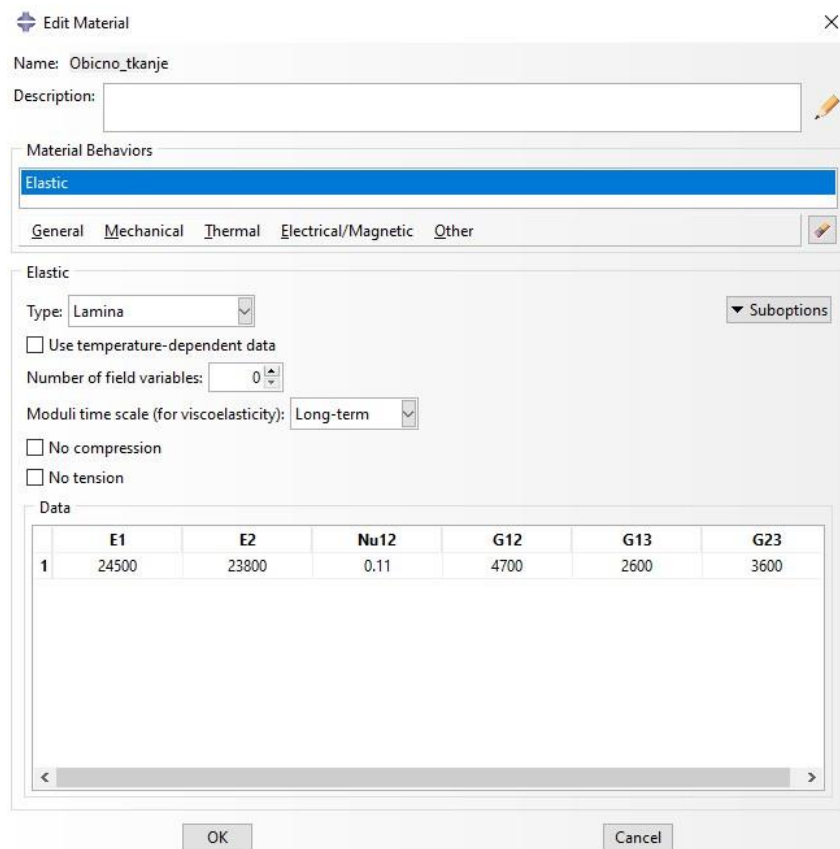 Edit Material
Name: Obicno_tkanje
Description:
Material Behaviors
Elastic
General Mechanical Thermal Electrical/Magnetic Other
Elastic
Type: Lamina
Suboptions
Use temperature-dependent data
Number of field variables: 0
Moduli time scale (for viscoelasticity): Long-term
No compression
No tension
Data
E1 E2 Nu12 G12 G13 G23
1 24500 23800 0.11 4700 2600 3600
OK Cancel